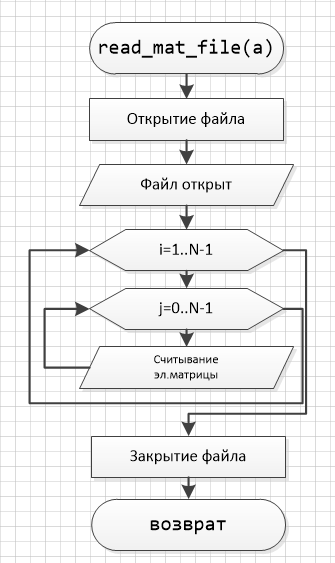 read_mat_file(a)
Открытие файла
Файл открыт
i=1..N-1
j=0..N-1
Считывание
эл.матрицы
Закрытие файла
возврат